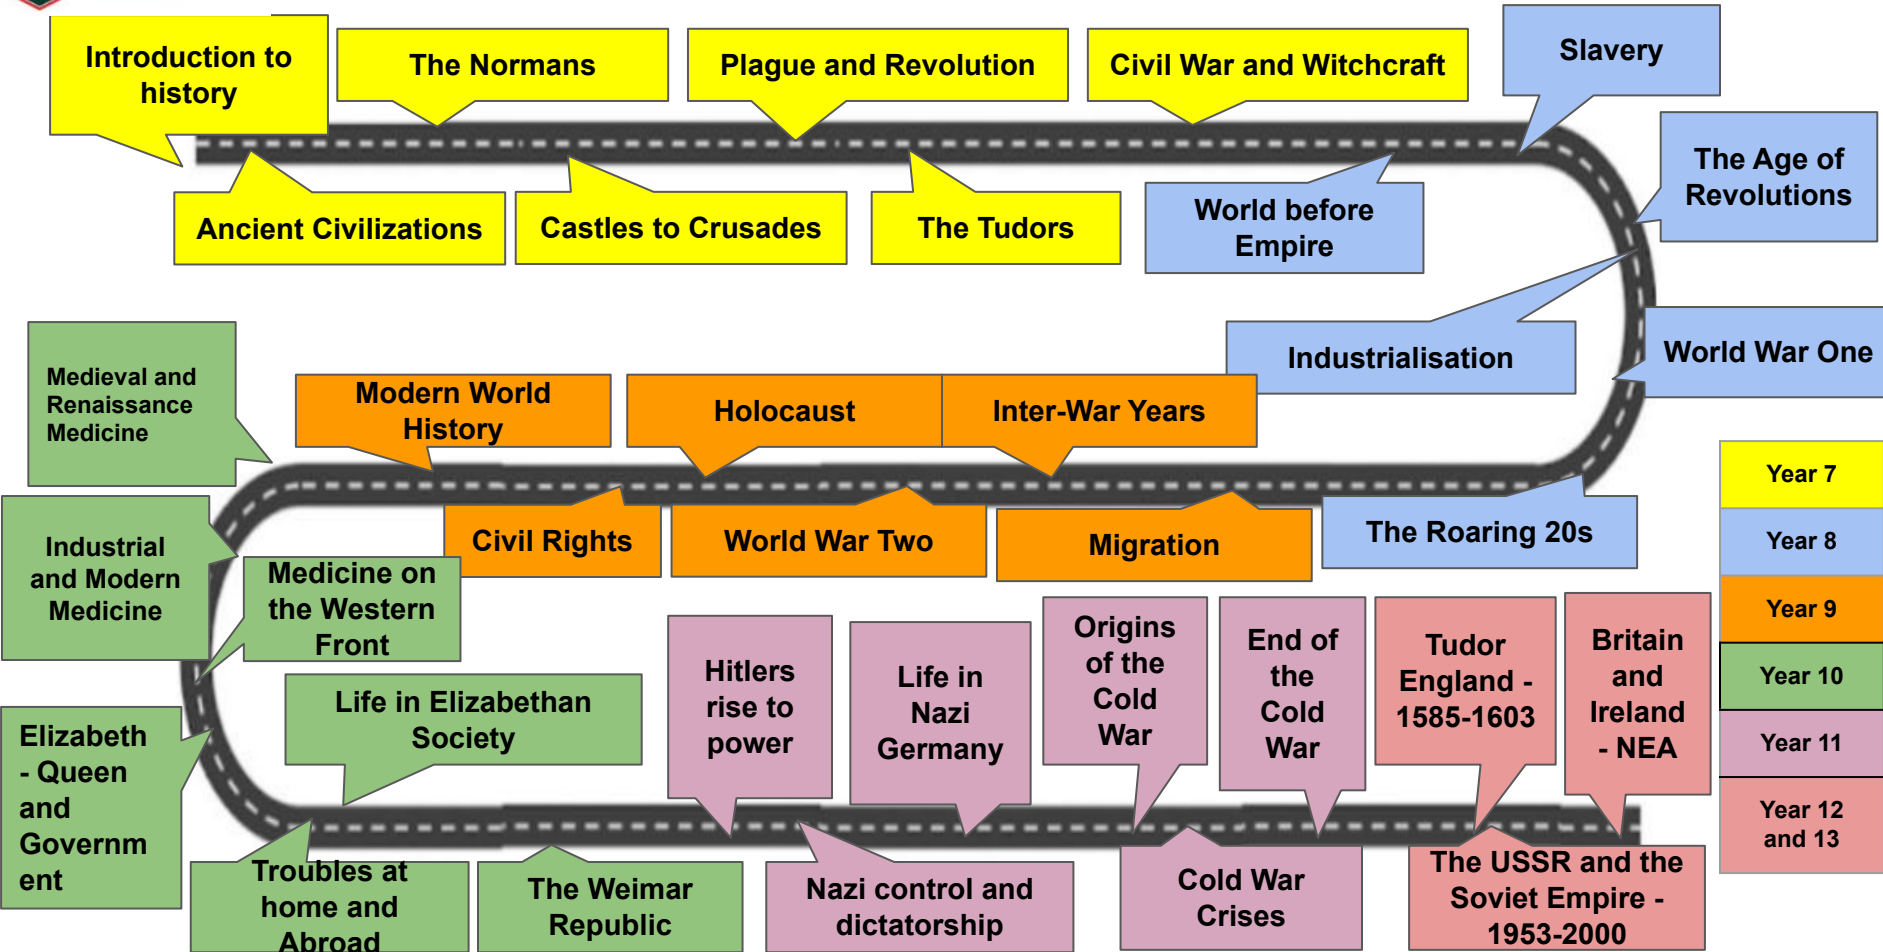 Introduction to
history
The Normans
Plague and Revolution
Civil War and Witchcraft
Slavery
Ancient Civilizations
Castles to Crusades
The Tudors
World before
Empire
The Age of
Revolutions
Industrialisation
World War One
Medieval and
Renaissance
Medicine
Modern World
History
Holocaust
Inter-War Years
Civil Rights
World War Two
Migration
The Roaring 20s
Industrial
and Modern
Medicine
Medicine on
the Western
Front
Elizabeth
- Queen
and
Governm
ent
Life in Elizabethan
Society
Hitlers
rise to
power
Life in
Nazi
Germany
Origins
of the
Cold
War
End of
the
Cold
War
Tudor
England -
1585-1603
Britain
and
Ireland
- NEA
Troubles at
home and
Abroad
The Weimar
Republic
Nazi control and
dictatorship
Cold War
Crises
The USSR and the
Soviet Empire -
1953-2000
Year 7
Year 8
Year 9
Year 10
Year 11
Year 12
and 13